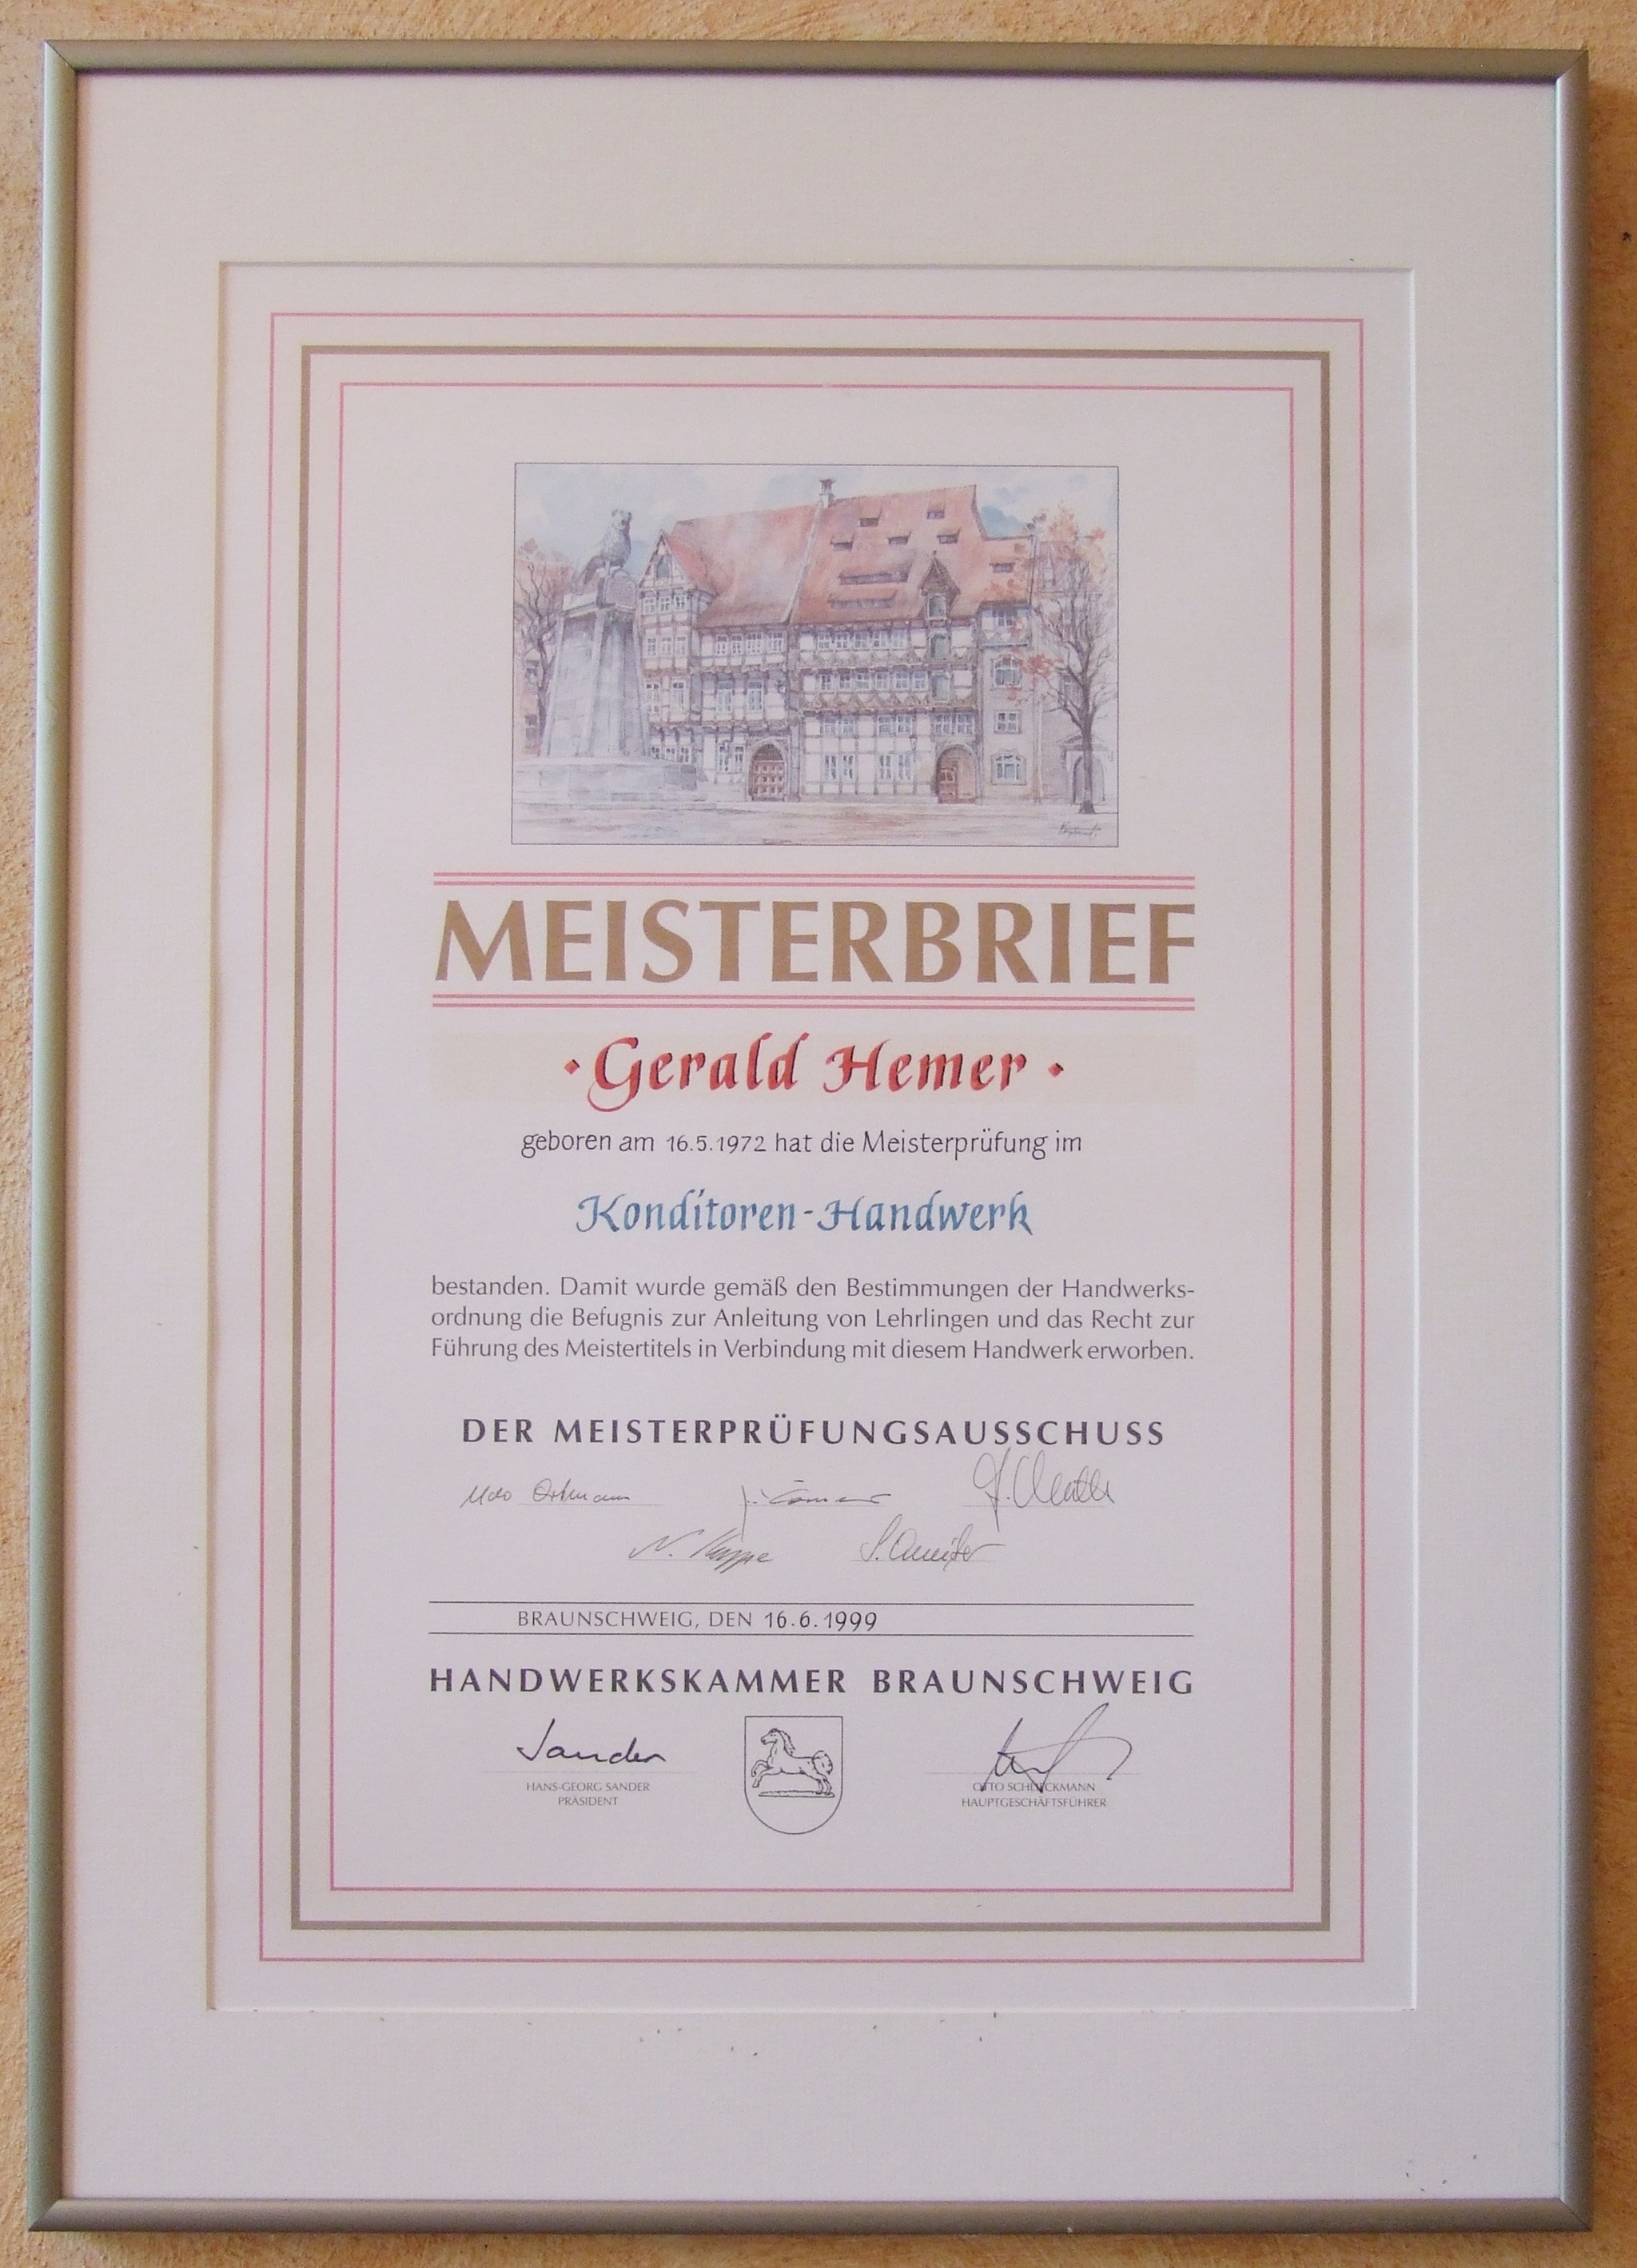 MEISTERBRIEF
· Gerald Hemer ·
geboren am 16.5.1972 hat die Meisterprüfung im
Konditoren-Handwerk
bestanden. Damit wurde gemäß den Bestimmungen der Handwerks-
ordnung die Befugnis zur Anleitung von Lehrlingen und das Recht zur
Führung des Meistertitels in Verbindung mit diesem Handwerk erworben.
DER MEISTERPRÜFUNGSAUSSCHUSS
Udo Ortmann
BRAUNSCHWEIG, DEN 16.6.1999
HANDWERKSKAMMER BRAUNSCHWEIG
Sander
HANS-GEORG SANDER
PRÄSIDENT
OTTO
HAUPTGESCHÄFTSFÜHRER